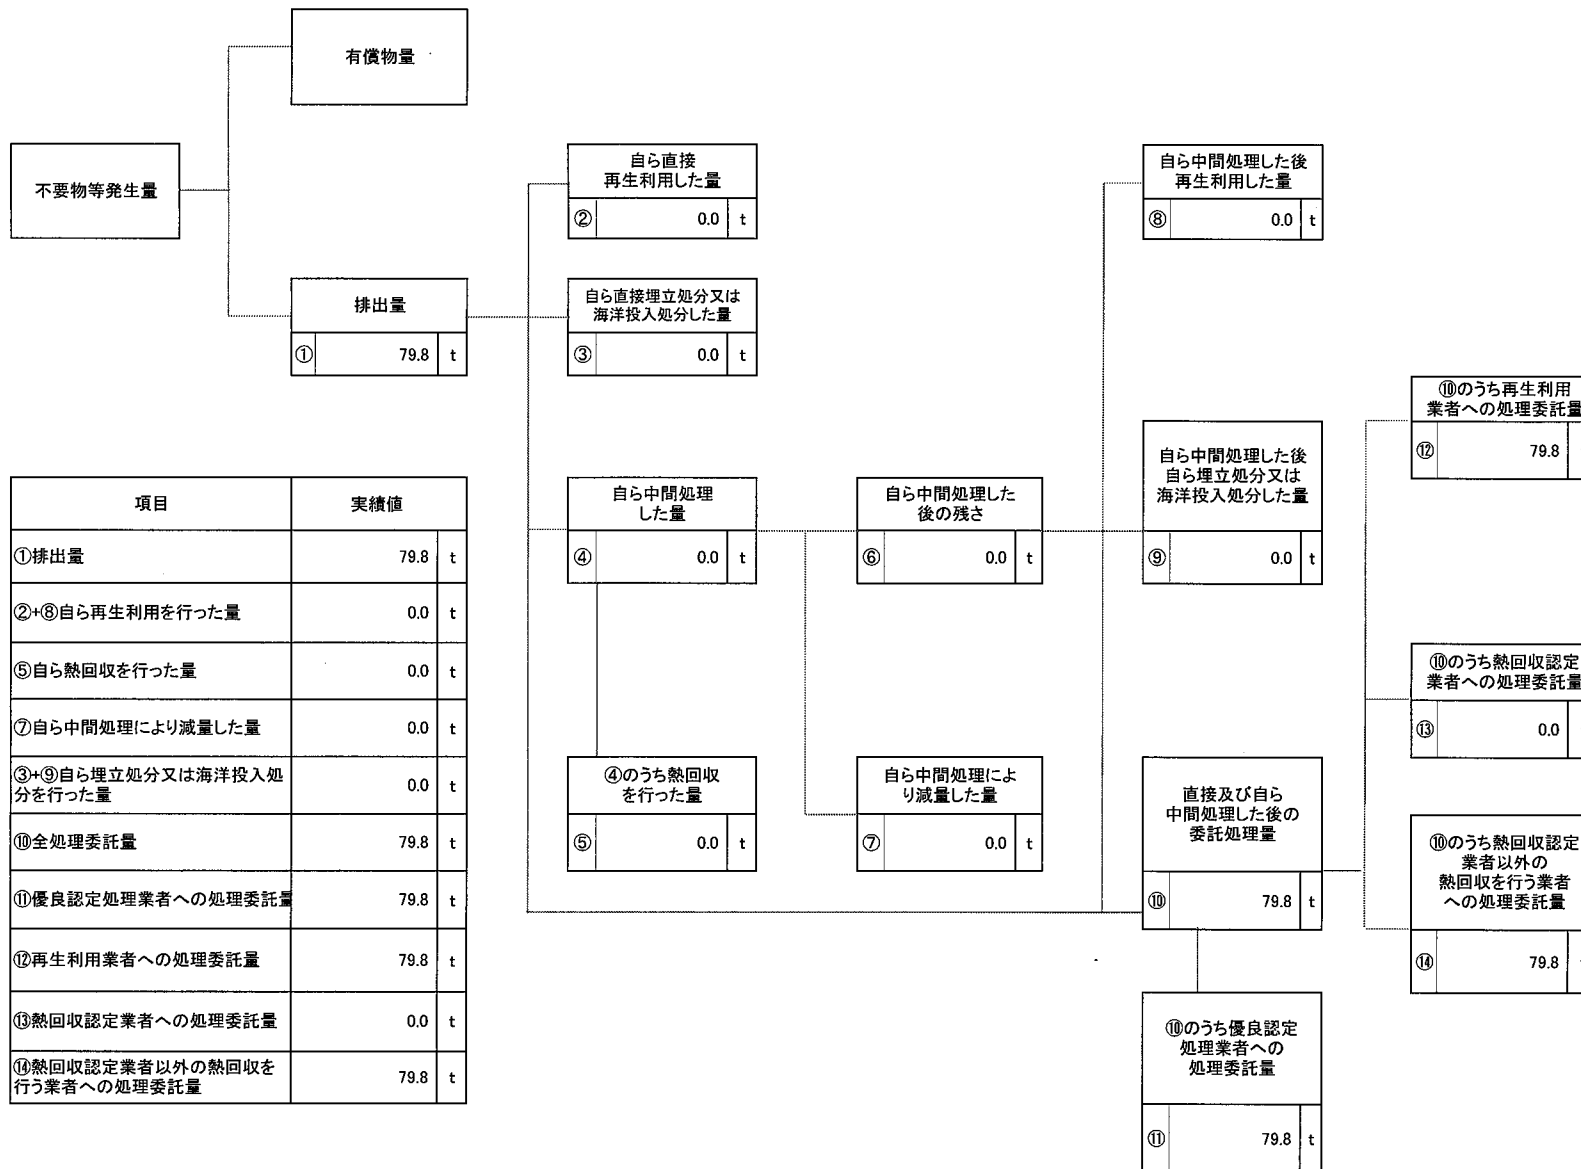 有償物量
不要物等発生量
排出量
① 79.8 t
自ら直接
再生利用した量
② 0.0 t
自ら直接埋立処分又は
海洋投入処分した量
③ 0.0 t
自ら中間処理
した量
④ 0.0 t
④のうち熱回収
を行った量
⑤ 0.0 t
自ら中間処理した
後の残さ
⑥ 0.0 t
自ら中間処理によ
り減量した量
⑦ 0.0 t
自ら中間処理した後
再生利用した量
⑧ 0.0 t
自ら中間処理した後
自ら埋立処分又は
海洋投入処分した量
⑨ 0.0 t
直接及び自ら
中間処理した後の
委託処理量
⑩ 79.8 t
⑩のうち優良認定
処理業者への
処理委託量
⑪ 79.8 t
⑩のうち再生利用
業者への処理委託量
⑫ 79.8
⑩のうち熱回収認定
業者への処理委託量
⑬ 0.0
⑩のうち熱回収認定
業者以外の
熱回収を行う業者
への処理委託量
⑭ 79.8
項目 実績値
①排出量 79.8 t
②+⑧自ら再生利用を行った量 0.0 t
⑤自ら熱回収を行った量 0.0 t
⑦自ら中間処理により減量した量 0.0 t
③+⑨自ら埋立処分又は海洋投入処
分を行った量 0.0 t
⑩全処理委託量 79.8 t
⑪優良認定処理業者への処理委託量 79.8 t
⑫再生利用業者への処理委託量 79.8 t
⑬熱回収認定業者への処理委託量 0.0 t
⑭熱回収認定業者以外の熱回収を
行う業者への処理委託量 79.8 t